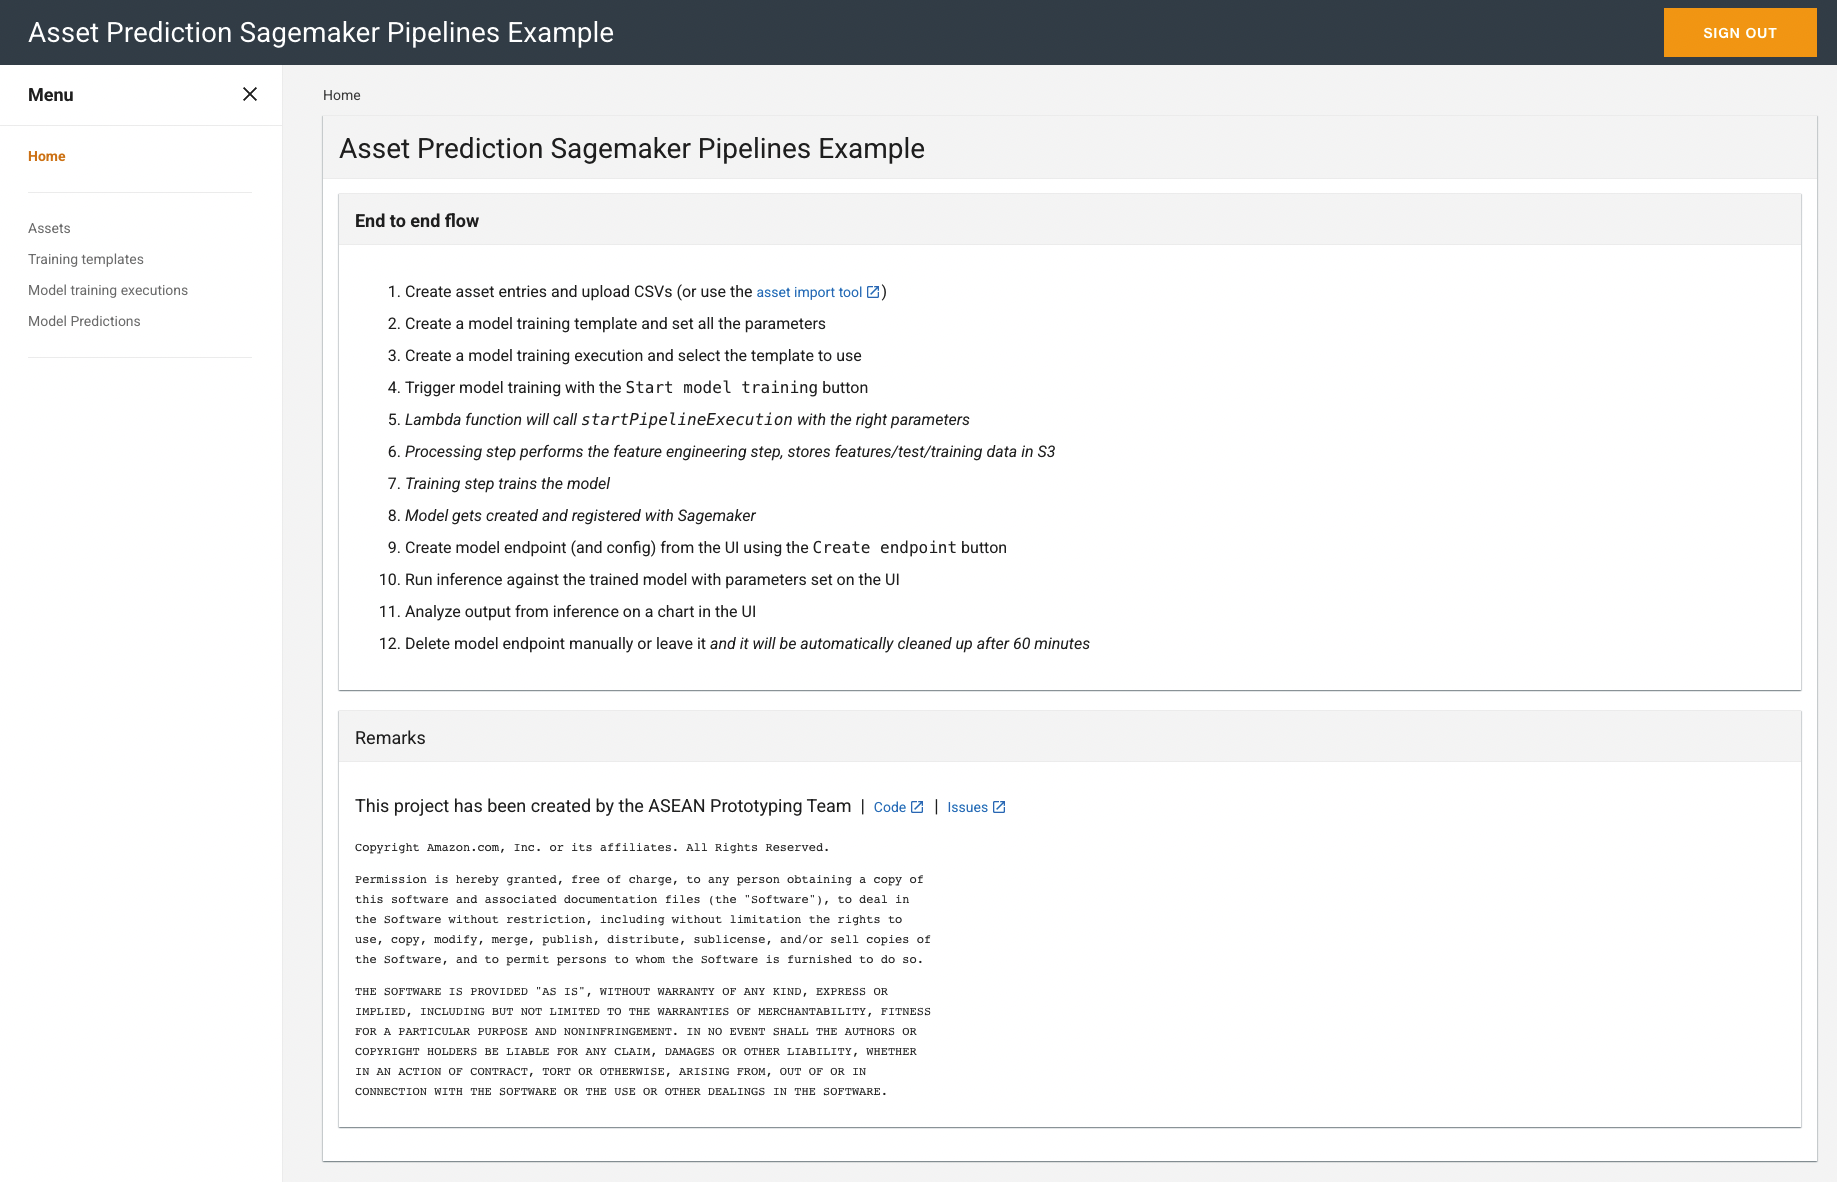 Asset Prediction Sagemaker Pipelines Example
SIGN OUT
Menu
Home
Assets
Training templates
Model training executions
Model Predictions
Home
Asset Prediction Sagemaker Pipelines Example
End to end flow
1. Create asset entries and upload CSVs (or use the asset import tool)
2. Create a model training template and set all the parameters
3. Create a model training execution and select the template to use
4. Trigger model training with the Start model training button
5. Lambda function will call startPipelineExecution with the right parameters
6. Processing step performs the feature engineering step, stores features/test/training data in S3
7. Training step trains the model
8. Model gets created and registered with Sagemaker
9. Create model endpoint (and config) from the UI using the Create endpoint button
10. Run inference against the trained model with parameters set on the UI
11. Analyze output from inference on a chart in the UI
12. Delete model endpoint manually or leave it and it will be automatically cleaned up after 60 minutes
Remarks
This project has been created by the ASEAN Prototyping Team | Code | Issues
Copyright Amazon.com, Inc. or its affiliates. All Rights Reserved.
Permission is hereby granted, free of charge, to any person obtaining a copy of
this software and associated documentation files (the "Software"), to deal in
the Software without restriction, including without limitation the rights to
use, copy, modify, merge, publish, distribute, sublicense, and/or sell copies of
the Software, and to permit persons to whom the Software is furnished to do so.
THE SOFTWARE IS PROVIDED "AS IS", WITHOUT WARRANTY OF ANY KIND, EXPRESS OR
IMPLIED, INCLUDING BUT NOT LIMITED TO THE WARRANTIES OF MERCHANTABILITY, FITNESS
FOR A PARTICULAR PURPOSE AND NONINFRINGEMENT. IN NO EVENT SHALL THE AUTHORS OR
COPYRIGHT HOLDERS BE LIABLE FOR ANY CLAIM, DAMAGES OR OTHER LIABILITY, WHETHER
IN AN ACTION OF CONTRACT, TORT OR OTHERWISE, ARISING FROM, OUT OF OR IN
CONNECTION WITH THE SOFTWARE OR THE USE OR OTHER DEALINGS IN THE SOFTWARE.